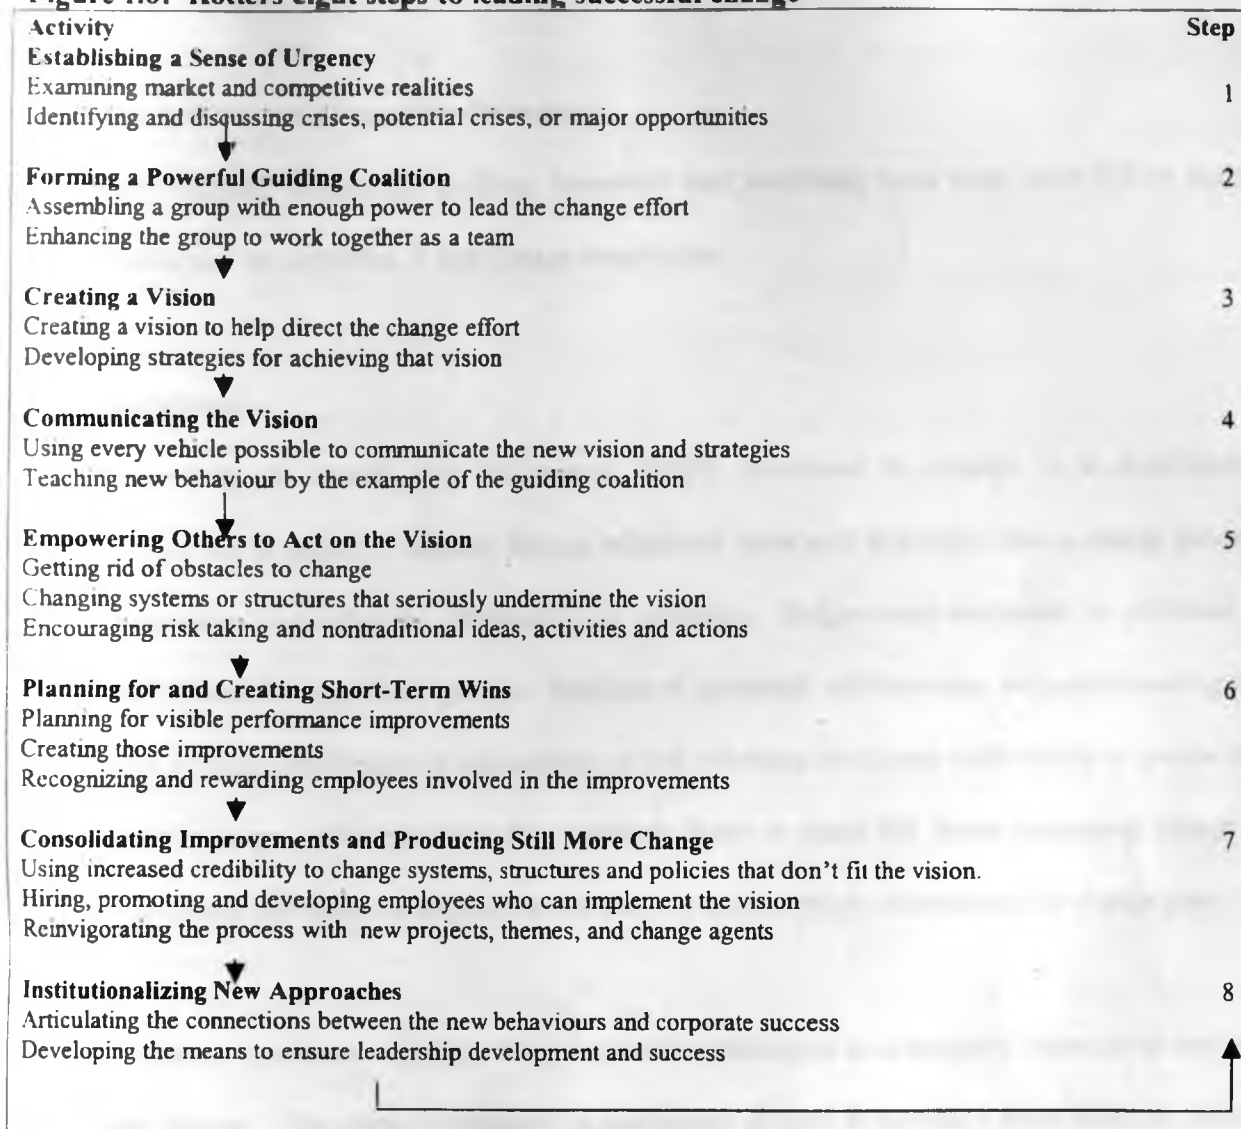 Activity Step
Establishing a Sense of Urgency
Examining market and competitive realities 1
Identifying and discussing crises, potential crises, or major opportunities
Forming a Powerful Guiding Coalition 2
Assembling a group with enough power to lead the change effort
Enhancing the group to work together as a team
Creating a Vision 3
Creating a vision to help direct the change effort
Developing strategies for achieving that vision
Communicating the Vision 4
Using every vehicle possible to communicate the new vision and strategies
Teaching new behaviour by the example of the guiding coalition
Empowering Others to Act on the Vision 5
Getting rid of obstacles to change
Changing systems or structures that seriously undermine the vision
Encouraging risk taking and nontraditional ideas, activities and actions
Planning for and Creating Short-Term Wins 6
Planning for visible performance improvements
Creating those improvements
Recognizing and rewarding employees involved in the improvements
Consolidating Improvements and Producing Still More Change 7
Using increased credibility to change systems, structures and policies that don't fit the vision.
Hiring, promoting and developing employees who can implement the vision
Reinvigorating the process with new projects, themes, and change agents
Institutionalizing New Approaches 8
Articulating the connections between the new behaviours and corporate success
Developing the means to ensure leadership development and success